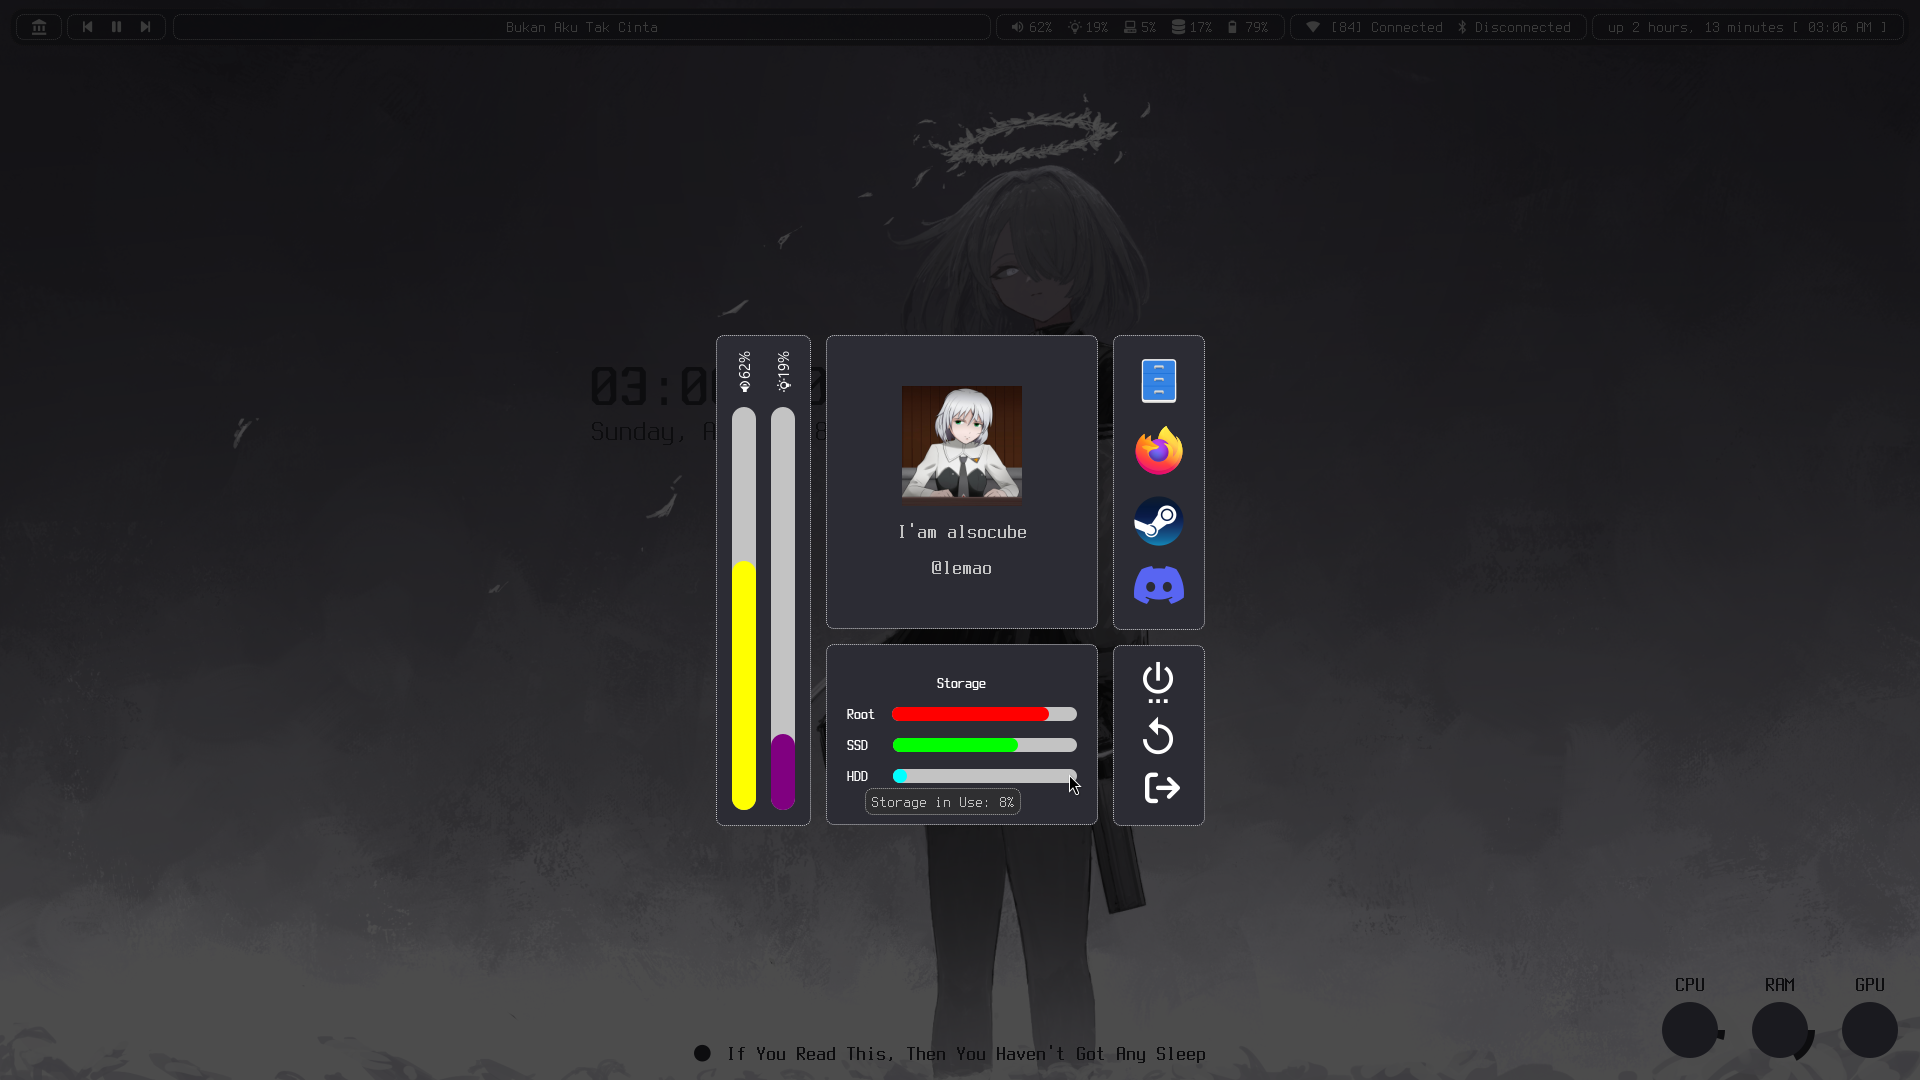 Bukan Aku Tak Cinta
62% 19% 5% 17% 79%
[84] Connected Disconnected
up 2 hours, 13 minutes [ 03:06 AM ]
62%
19%
03:0
Sunday, A
I'am alsocube
@lemao
Storage
Root
SSD
HDD
Storage in Use: 8%
CPU RAM GPU
If You Read This, Then You Haven't Got Any Sleep